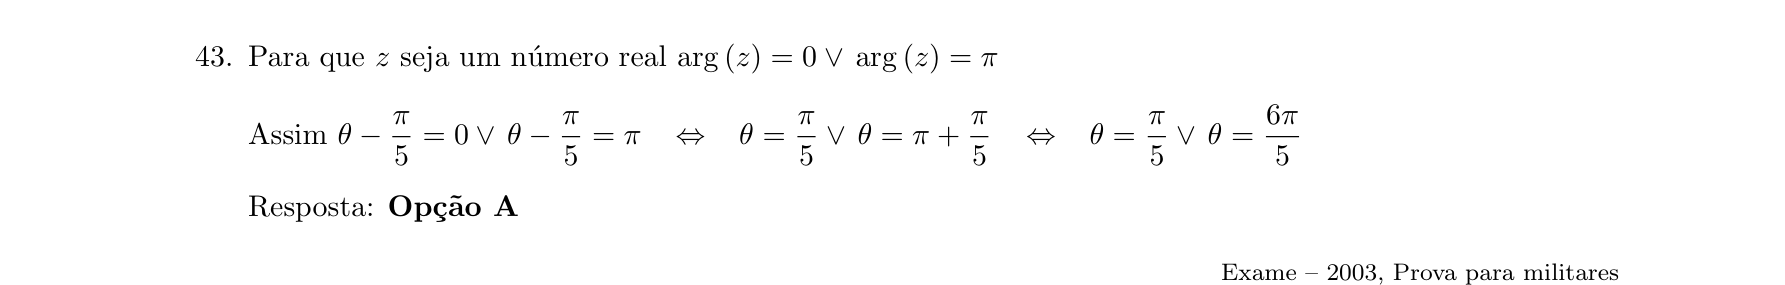 43. Para que z seja um número real arg (z) = 0 ∨ arg (z) = π
Assim θ − π/5 = 0 ∨ θ − π/5 = π ⇔ θ = π/5 ∨ θ = π + π/5 ⇔ θ = π/5 ∨ θ = 6π/5
Resposta: Opção A
Exame – 2003, Prova para militares